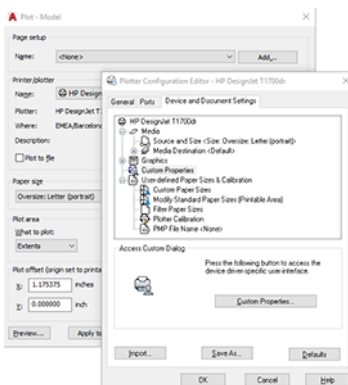 Plot - Model
Page setup
Name:
<None>
Add...
Printer/plotter
Name:
HP Design
Plotter:
HP DesignJet T
Where:
EMEA/Barcelon
Description:
Plot to file
Paper size
Oversize: Letter (portrait)
Plot area
What to plot:
Extents
Plot offset (origin set to printa
X:
1.175375
inches
Y:
0.000000
inch
Preview...
Apply to
Plotter Configuration Editor - HP DesignJet T1700dr
General
Ports
Device and Document Settings
HP DesignJet T1700dr
Media
Source and Size <Size: Oversize: Letter (portrait)>
Media Destination <Default>
Graphics
Custom Properties
User-defined Paper Sizes & Calibration
Custom Paper Sizes
Modify Standard Paper Sizes (Printable Area)
Filter Paper Sizes
Plotter Calibration
PMP File Name <None>
Access Custom Dialog
Press the following button to access the
device driver-specific user interface.
Custom Properties...
Import...
Save As...
Defaults
OK
Cancel
Help